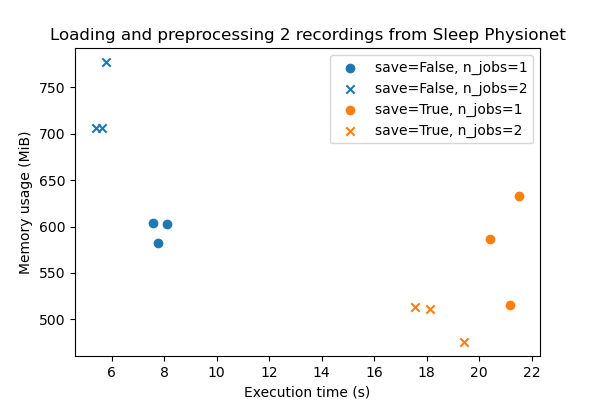 Loading and preprocessing 2 recordings from Sleep Physionet
save=False, n_jobs=1
save=False, n_jobs=2
save=True, n_jobs=1
save=True, n_jobs=2
Memory usage (MiB)
750
700
650
600
550
500
6 8 10 12 14 16 18 20 22
Execution time (s)